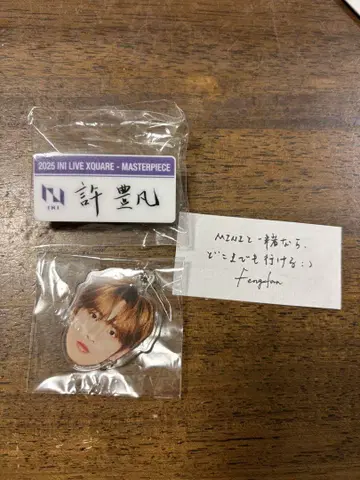 2025 INI LIVE XQUARE - MASTERPIECE
INI
許豊凡
MINIと一緒なら、
どこまでも行ける:)
Fengfan